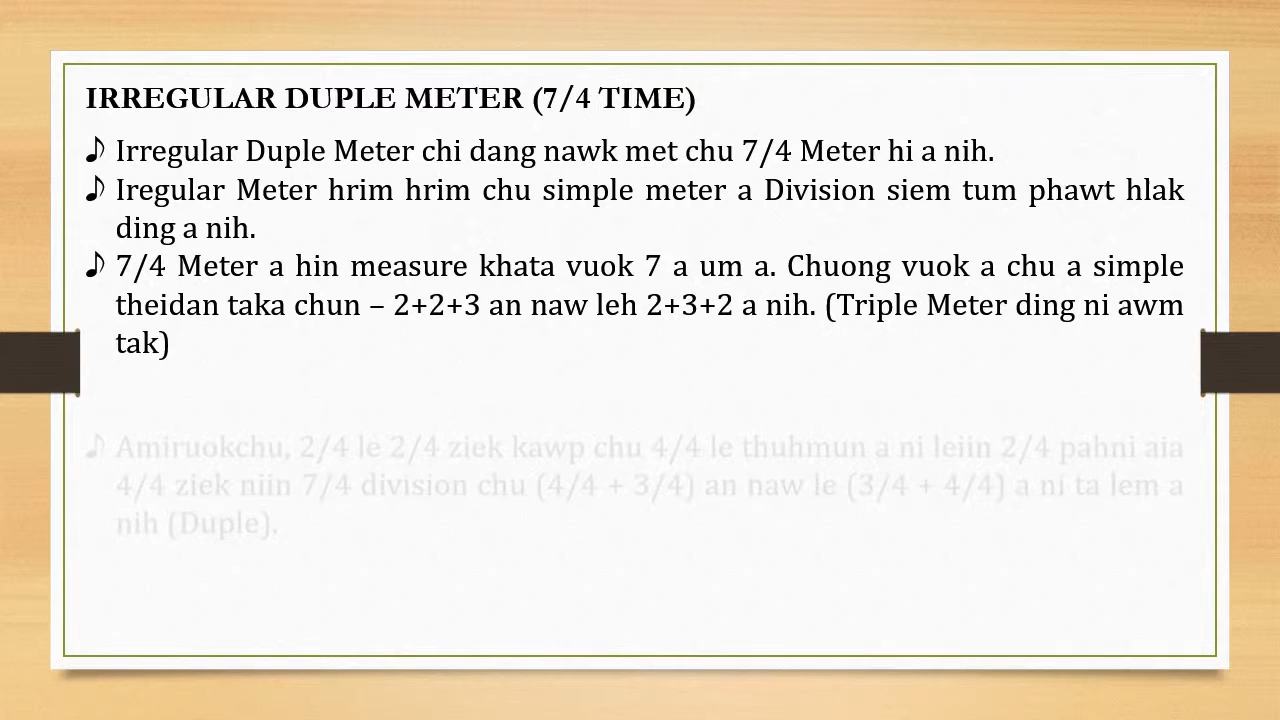 IRREGULAR DUPLE METER (7/4 TIME)
♪ Irregular Duple Meter chi dang nawk met chu 7/4 Meter hi a nih.
♪ Iregular Meter hrim hrim chu simple meter a Division siem tum phawt hlak
ding a nih.
♪ 7/4 Meter a hin measure khata vuok 7 a um a. Chuong vuok a chu a simple
theidan taka chun – 2+2+3 an naw leh 2+3+2 a nih. (Triple Meter ding ni awm
tak)
♪ Amiruokchu, 2/4 le 2/4 ziek kawp chu 4/4 le thuhmun a ni leiin 2/4 pahni aia
4/4 ziek niin 7/4 division chu (4/4 + 3/4) an naw le (3/4 + 4/4) a ni ta lem a
nih (Duple).